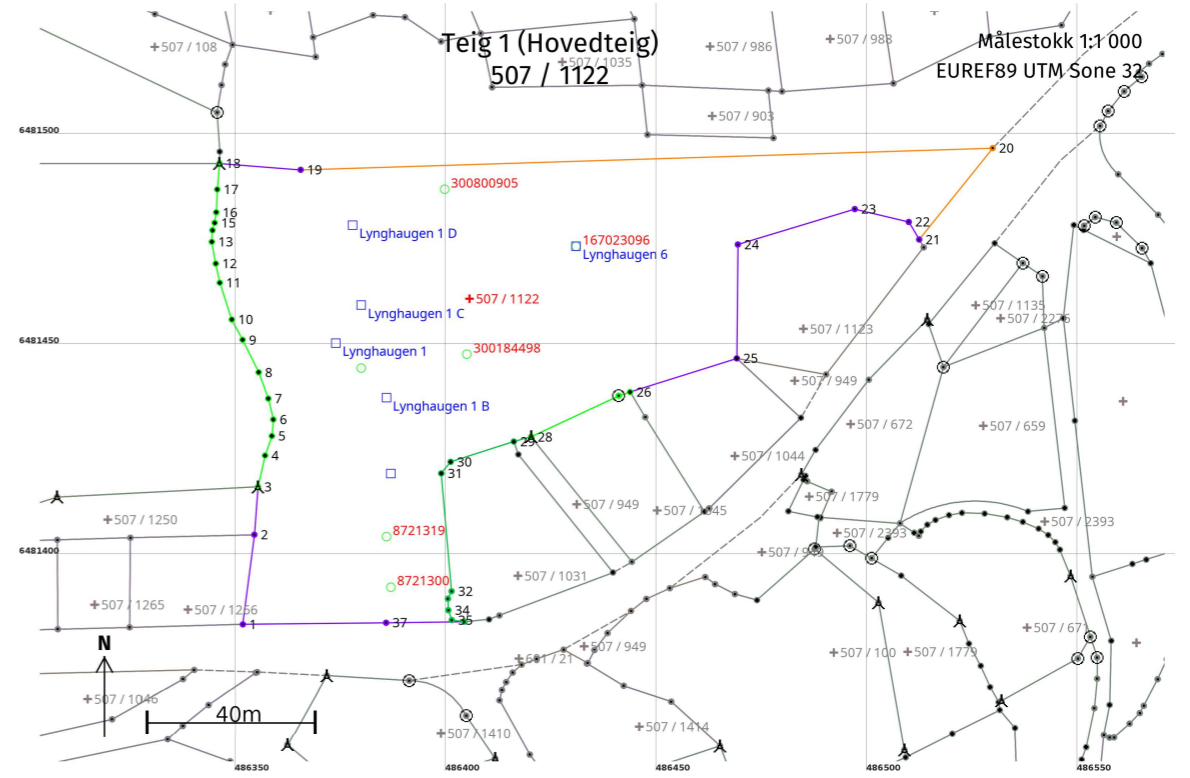 Teig 1 (Hovedteig)
507 / 1122
Målestokk 1:1 000
EUREF89 UTM Sone 32
507 / 108
507 / 1035
507 / 986
507 / 988
507 / 903
6481500
18
19
20
300800905
17
16
15
13
12
11
10
9
8
7
6
5
4
3
2
1
Lynghaugen 1 D
167023096
Lynghaugen 6
23
22
21
24
507 / 1122
Lynghaugen 1 C
507 / 1135
507 / 2276
507 / 1123
6481450
Lynghaugen 1
300184498
25
507 / 949
26
Lynghaugen 1 B
507 / 672
507 / 659
28
29
30
31
507 / 1044
507 / 1779
507 / 949
507 / 1045
507 / 1250
507 / 2393
507 / 2393
8721319
6481400
507 / 1031
8721300
32
34
35
37
507 / 1265
507 / 1256
N
507 / 949
601 / 21
507 / 100
507 / 1779
507 / 671
507 / 1046
40m
507 / 1410
507 / 1414
486350
486400
486450
486500
486550